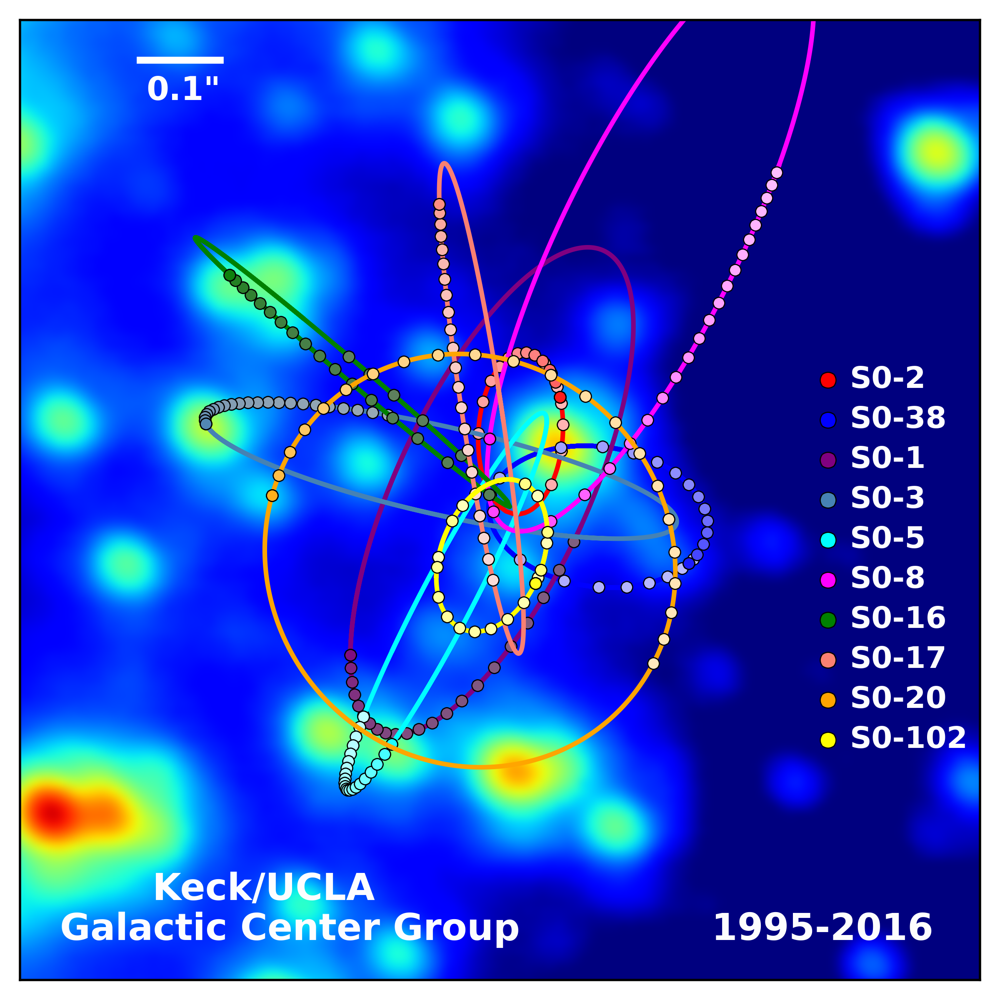 0.1"
S0-2
S0-38
S0-1
S0-3
S0-5
S0-8
S0-16
S0-17
S0-20
S0-102
Keck/UCLA
Galactic Center Group
1995-2016